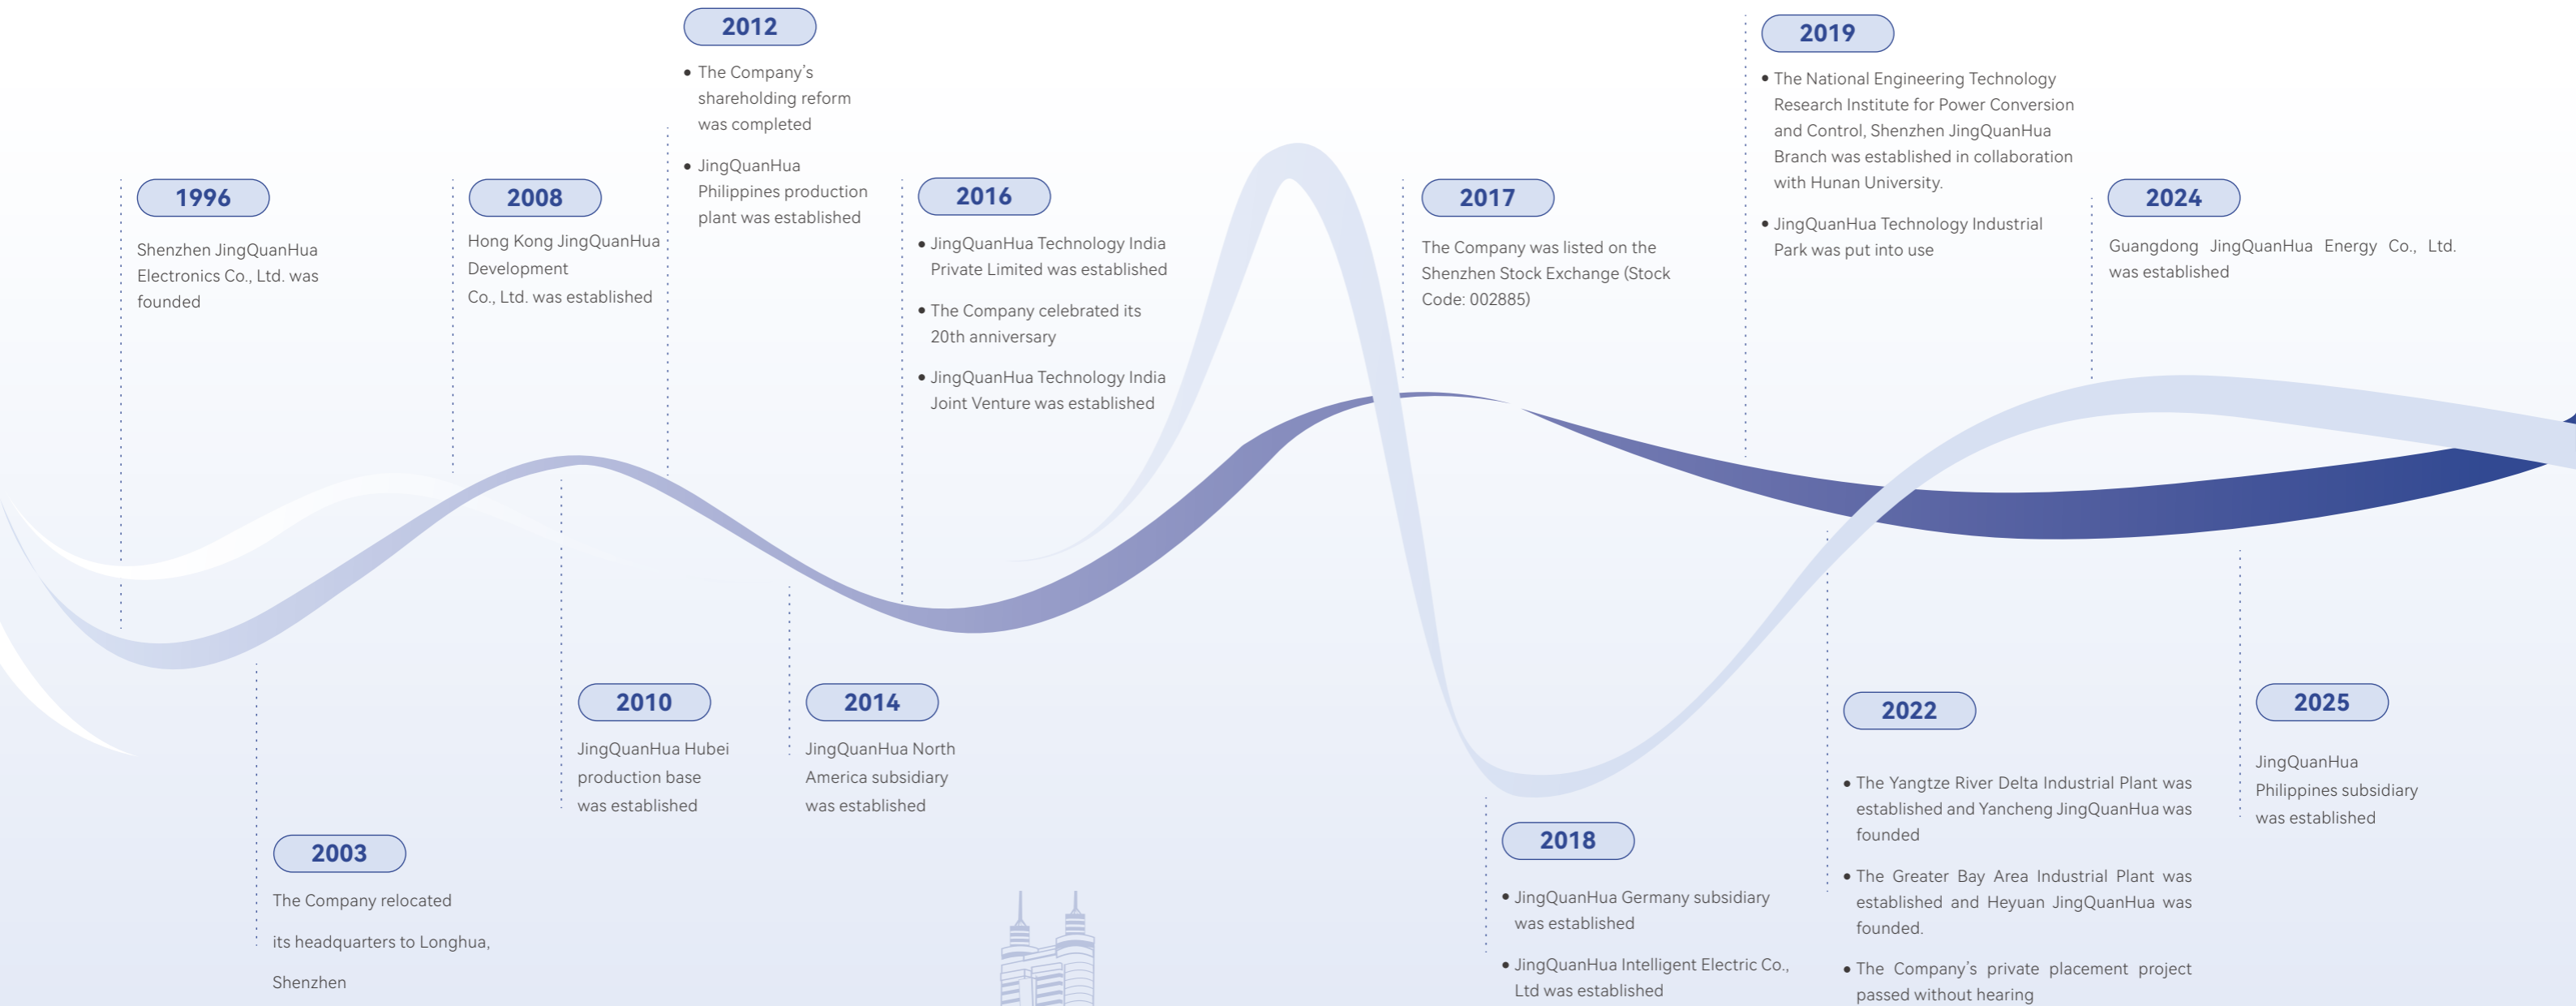 1996
Shenzhen JingQuanHua
Electronics Co., Ltd. was
founded
2003
The Company relocated
its headquarters to Longhua,
Shenzhen
2008
Hong Kong JingQuanHua
Development
Co., Ltd. was established
2010
JingQuanHua Hubei
production base
was established
2012
• The Company's
shareholding reform
was completed
• JingQuanHua
Philippines production
plant was established
2014
JingQuanHua North
America subsidiary
was established
2016
• JingQuanHua Technology India
Private Limited was established
• The Company celebrated its
20th anniversary
• JingQuanHua Technology India
Joint Venture was established
2017
The Company was listed on the
Shenzhen Stock Exchange (Stock
Code: 002885)
2018
• JingQuanHua Germany subsidiary
was established
• JingQuanHua Intelligent Electric Co.,
Ltd was established
2019
• The National Engineering Technology
Research Institute for Power Conversion
and Control, Shenzhen JingQuanHua
Branch was established in collaboration
with Hunan University.
• JingQuanHua Technology Industrial
Park was put into use
2022
• The Yangtze River Delta Industrial Plant was
established and Yancheng JingQuanHua was
founded
• The Greater Bay Area Industrial Plant was
established and Heyuan JingQuanHua was
founded.
• The Company's private placement project
passed without hearing
2024
Guangdong JingQuanHua Energy Co., Ltd.
was established
2025
JingQuanHua
Philippines subsidiary
was established